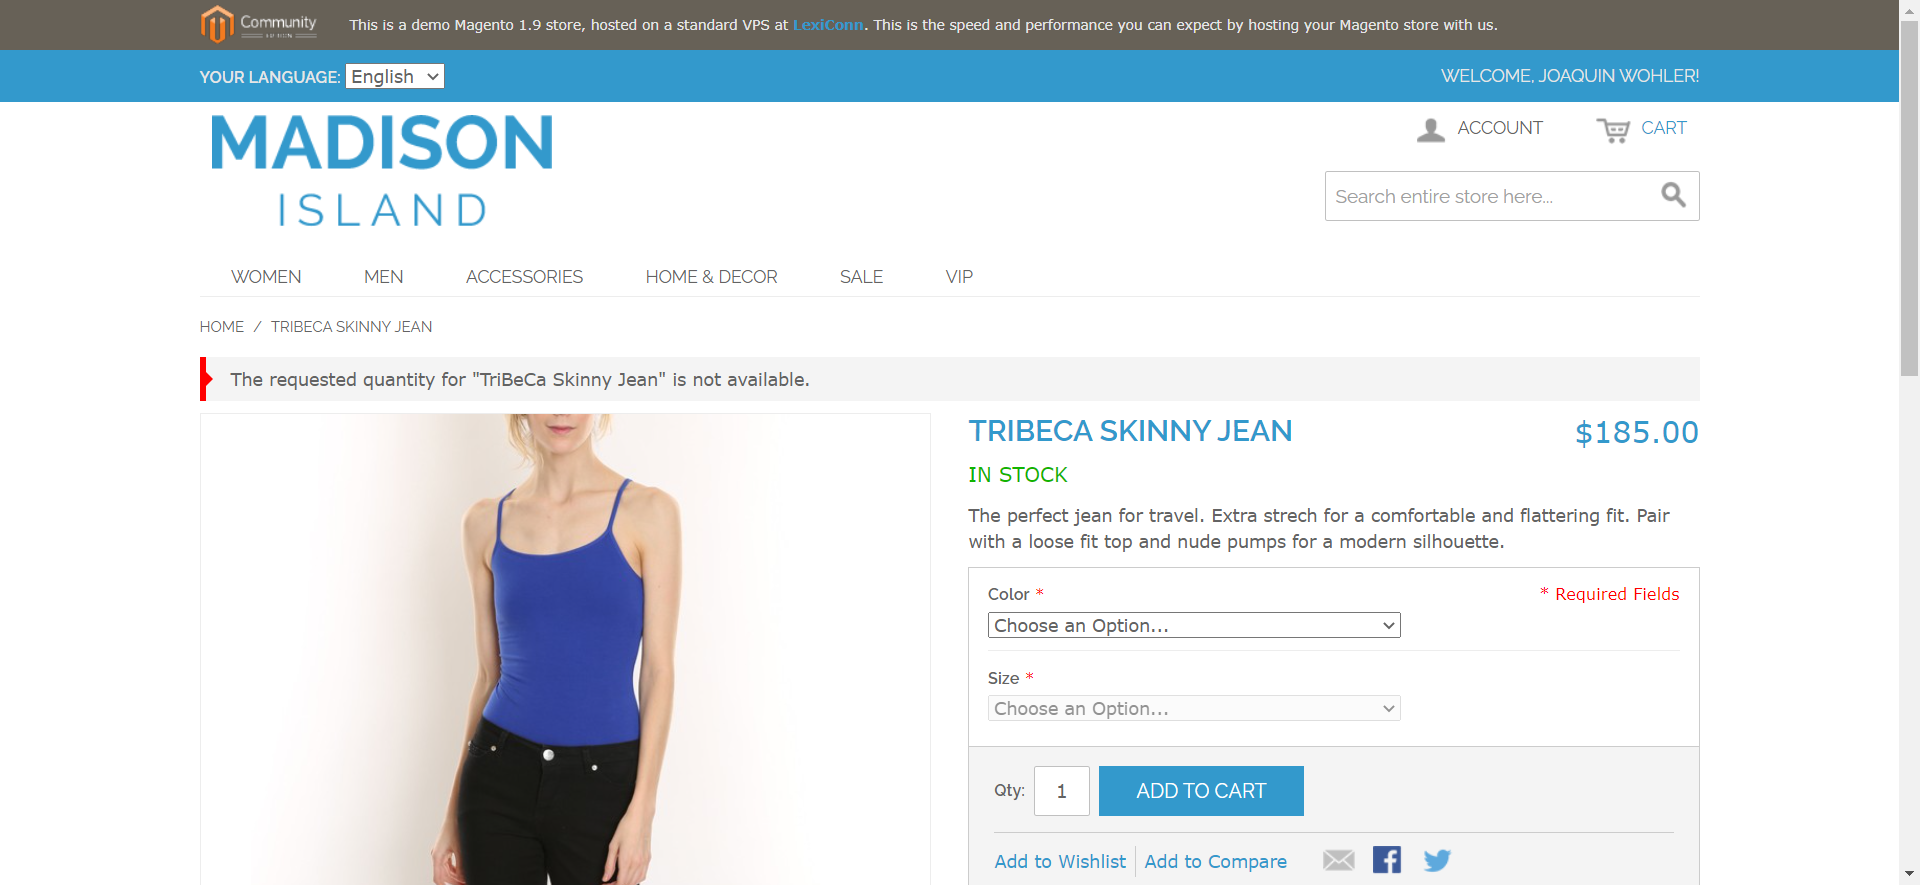 Community
This is a demo Magento 1.9 store, hosted on a standard VPS at LexiConn. This is the speed and performance you can expect by hosting your Magento store with us.
YOUR LANGUAGE: English
WELCOME, JOAQUIN WOHLER!
MADISON
ISLAND
ACCOUNT
CART
Search entire store here...
WOMEN MEN ACCESSORIES HOME & DECOR SALE VIP
HOME / TRIBECA SKINNY JEAN
The requested quantity for "TriBeCa Skinny Jean" is not available.
TRIBECA SKINNY JEAN
$185.00
IN STOCK
The perfect jean for travel. Extra strech for a comfortable and flattering fit. Pair
with a loose fit top and nude pumps for a modern silhouette.
Color *
* Required Fields
Choose an Option...
Size *
Choose an Option...
Qty: 1 ADD TO CART
Add to Wishlist Add to Compare